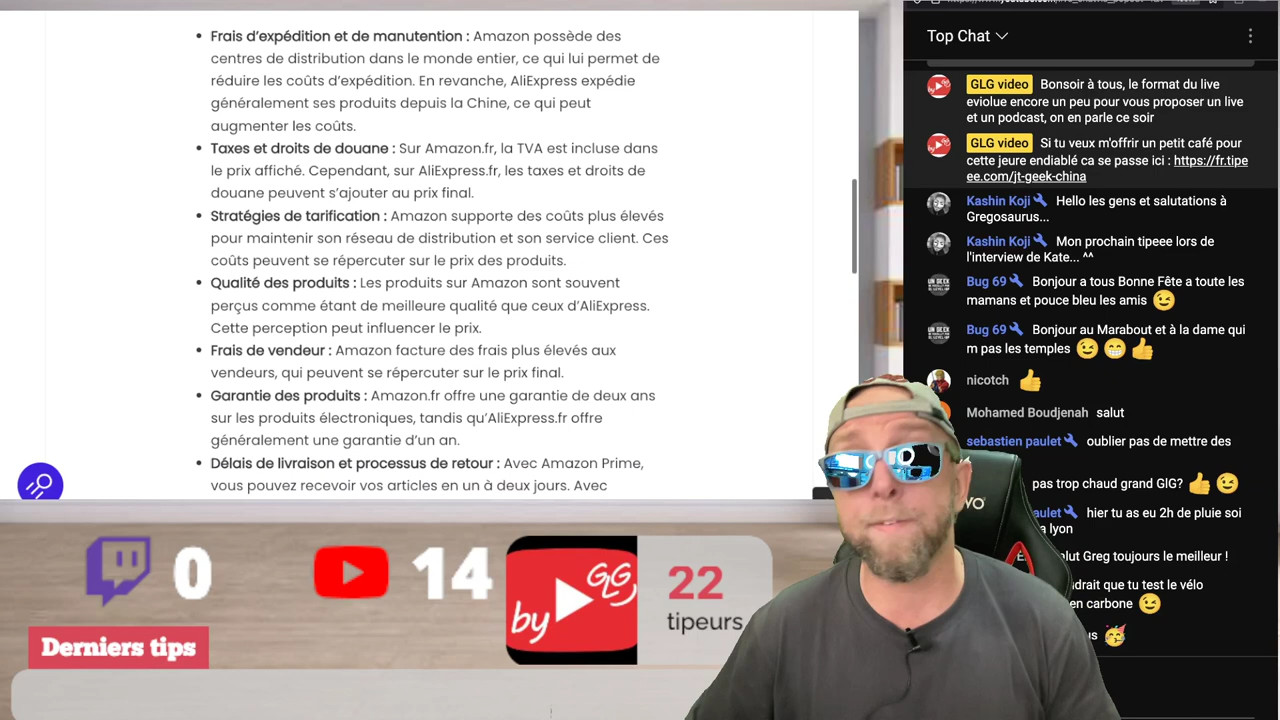 Frais d'expédition et de manutention : Amazon possède des
centres de distribution dans le monde entier, ce qui lui permet de
réduire les coûts d'expédition. En revanche, AliExpress expédie
généralement ses produits depuis la Chine, ce qui peut
augmenter les coûts.
Taxes et droits de douane : Sur Amazon.fr, la TVA est incluse dans
le prix affiché. Cependant, sur AliExpress.fr, les taxes et droits de
douane peuvent s'ajouter au prix final.
Stratégies de tarification : Amazon supporte des coûts plus élevés
pour maintenir son réseau de distribution et son service client. Ces
coûts peuvent se répercuter sur le prix des produits.
Qualité des produits : Les produits sur Amazon sont souvent
perçus comme étant de meilleure qualité que ceux d'AliExpress.
Cette perception peut influencer le prix.
Frais de vendeur : Amazon facture des frais plus élevés aux
vendeurs, qui peuvent se répercuter sur le prix final.
Garantie des produits : Amazon.fr offre une garantie de deux ans
sur les produits électroniques, tandis qu'AliExpress.fr offre
généralement une garantie d'un an.
Délais de livraison et processus de retour : Avec Amazon Prime,
vous pouvez recevoir vos articles en un à deux jours. Avec
0
14
by GLG
22
tipeurs
Derniers tips
Top Chat
GLG video Bonsoir à tous, le format du live
eviolue encore un peu pour vous proposer un live
et un podcast, on en parle ce soir
GLG video Si tu veux m'offrir un petit café pour
cette jeure endiablé ca se passe ici : https://fr.tipe
ee.com/jt-geek-china
Kashin Koji Hello les gens et salutations à
Gregosaurus...
Kashin Koji Mon prochain tipeee lors de
l'interview de Kate... ^^
Bug 69 Bonjour a tous Bonne Fête a toute les
mamans et pouce bleu les amis 😉
Bug 69 Bonjour au Marabout et à la dame qui
m pas les temples 😉😁👍
nicotch 👍
Mohamed Boudjenah salut
sebastien paulet oublier pas de mettre des
pas trop chaud grand GlG? 👍😉
aulet hier tu as eu 2h de pluie soi
a lyon
lut Greg toujours le meilleur !
drait que tu test le vélo
en carbone 😉
us 🥳